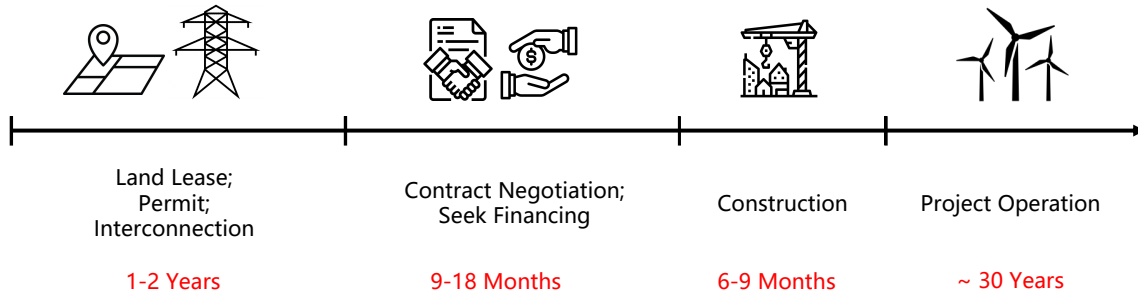 $
Land Lease;
Permit;
Interconnection
Contract Negotiation;
Seek Financing
Construction
Project Operation
1-2 Years
9-18 Months
6-9 Months
~ 30 Years